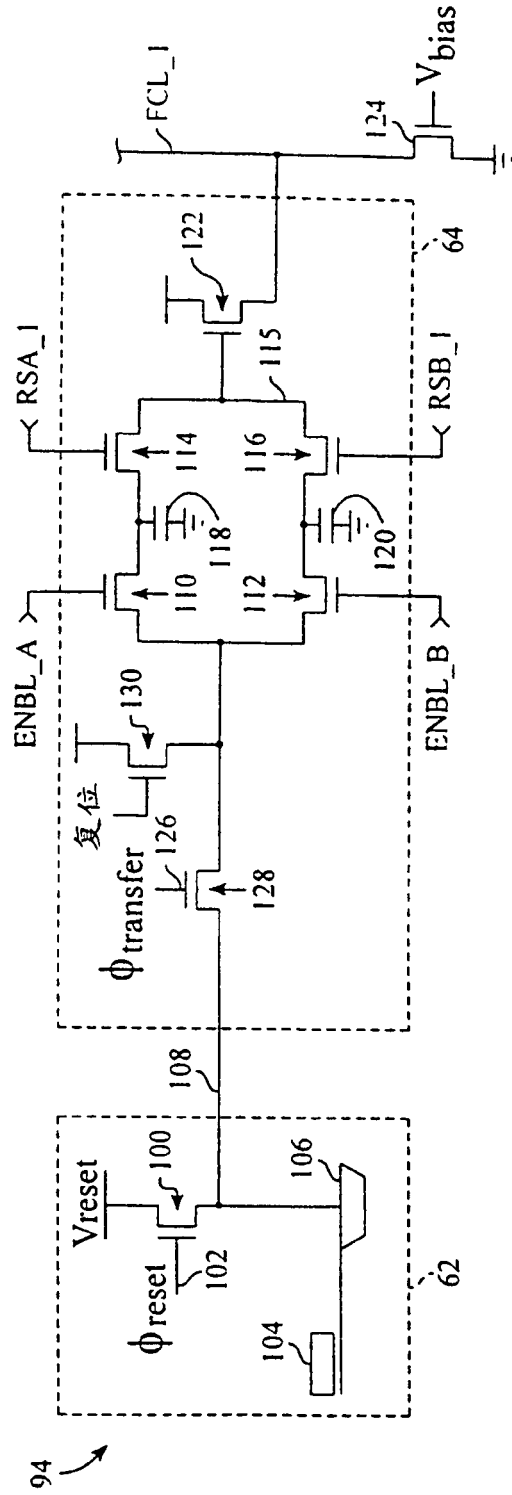 94
62
Vreset
ϕreset
100
102
104
106
108
64
ϕtransfer
126
128
复位
130
ENBL_A
ENBL_B
110
112
118
120
114
116
RSA_1
RSB_1
115
122
FCL_1
124
Vbias